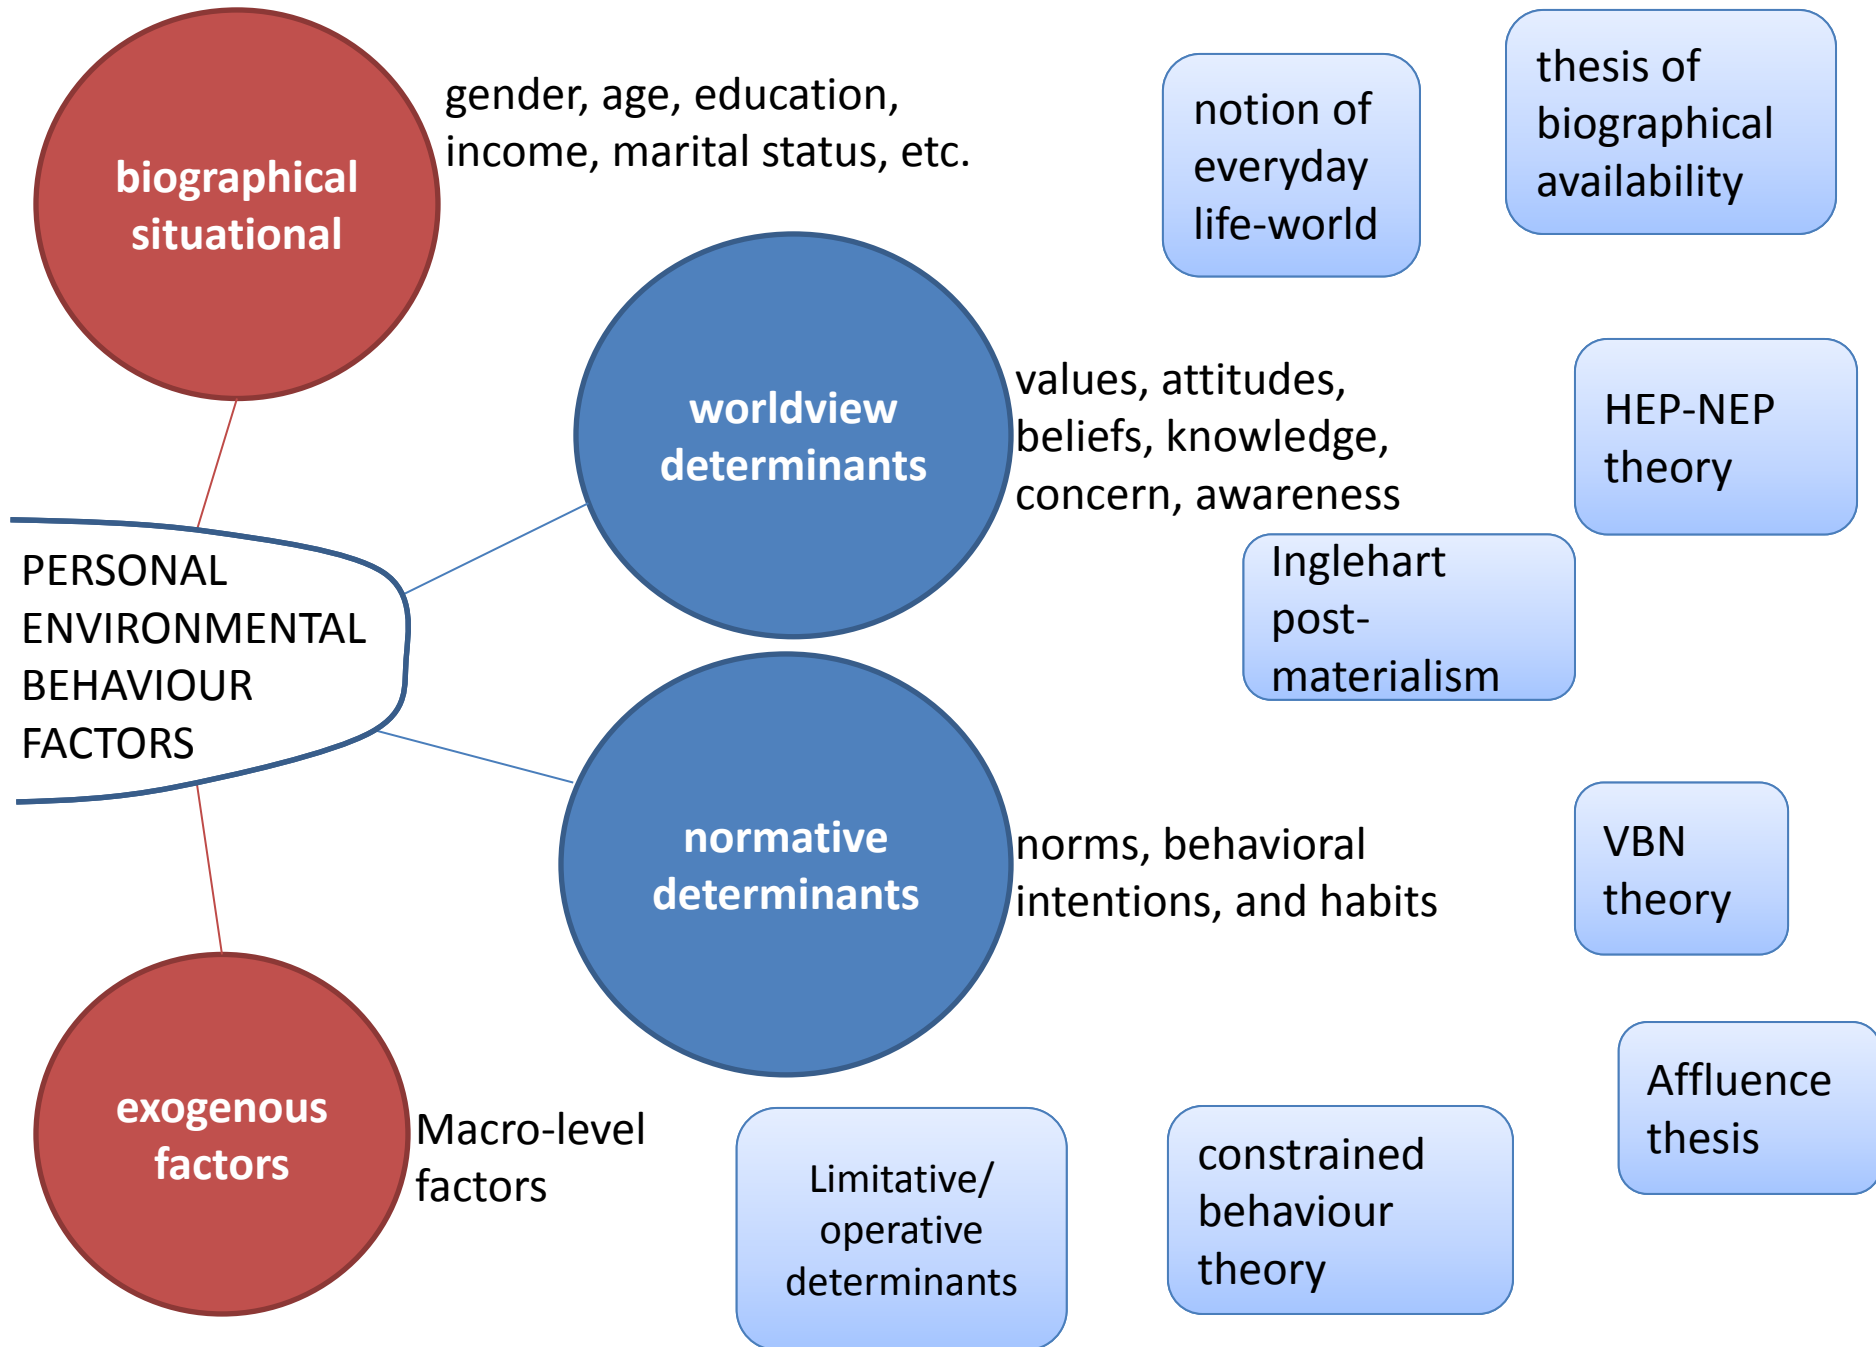 biographical
situational
gender, age, education,
income, marital status, etc.
notion of
everyday
life-world
thesis of
biographical
availability
worldview
determinants
values, attitudes,
beliefs, knowledge,
concern, awareness
HEP-NEP
theory
Inglehart
post-
materialism
PERSONAL
ENVIRONMENTAL
BEHAVIOUR
FACTORS
normative
determinants
norms, behavioral
intentions, and habits
VBN
theory
exogenous
factors
Macro-level
factors
Limitative/
operative
determinants
constrained
behaviour
theory
Affluence
thesis